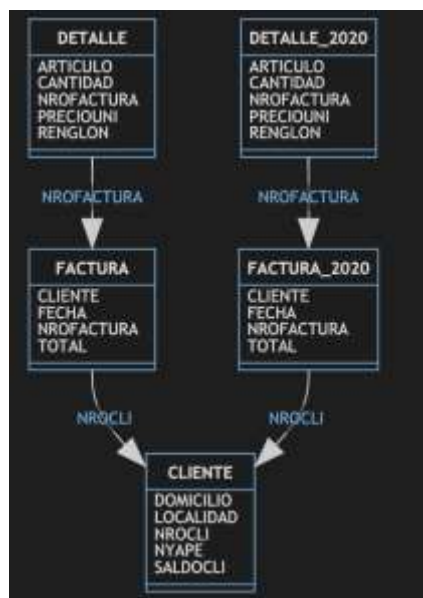 DETALLE
ARTICULO
CANTIDAD
NROFACTURA
PRECIOUNI
RENGLON
DETALLE_2020
ARTICULO
CANTIDAD
NROFACTURA
PRECIOUNI
RENGLON
NROFACTURA
NROFACTURA
FACTURA
CLIENTE
FECHA
NROFACTURA
TOTAL
FACTURA_2020
CLIENTE
FECHA
NROFACTURA
TOTAL
NROCLI
NROCLI
CLIENTE
DOMICILIO
LOCALIDAD
NROCLI
NYAPE
SALDOCLI